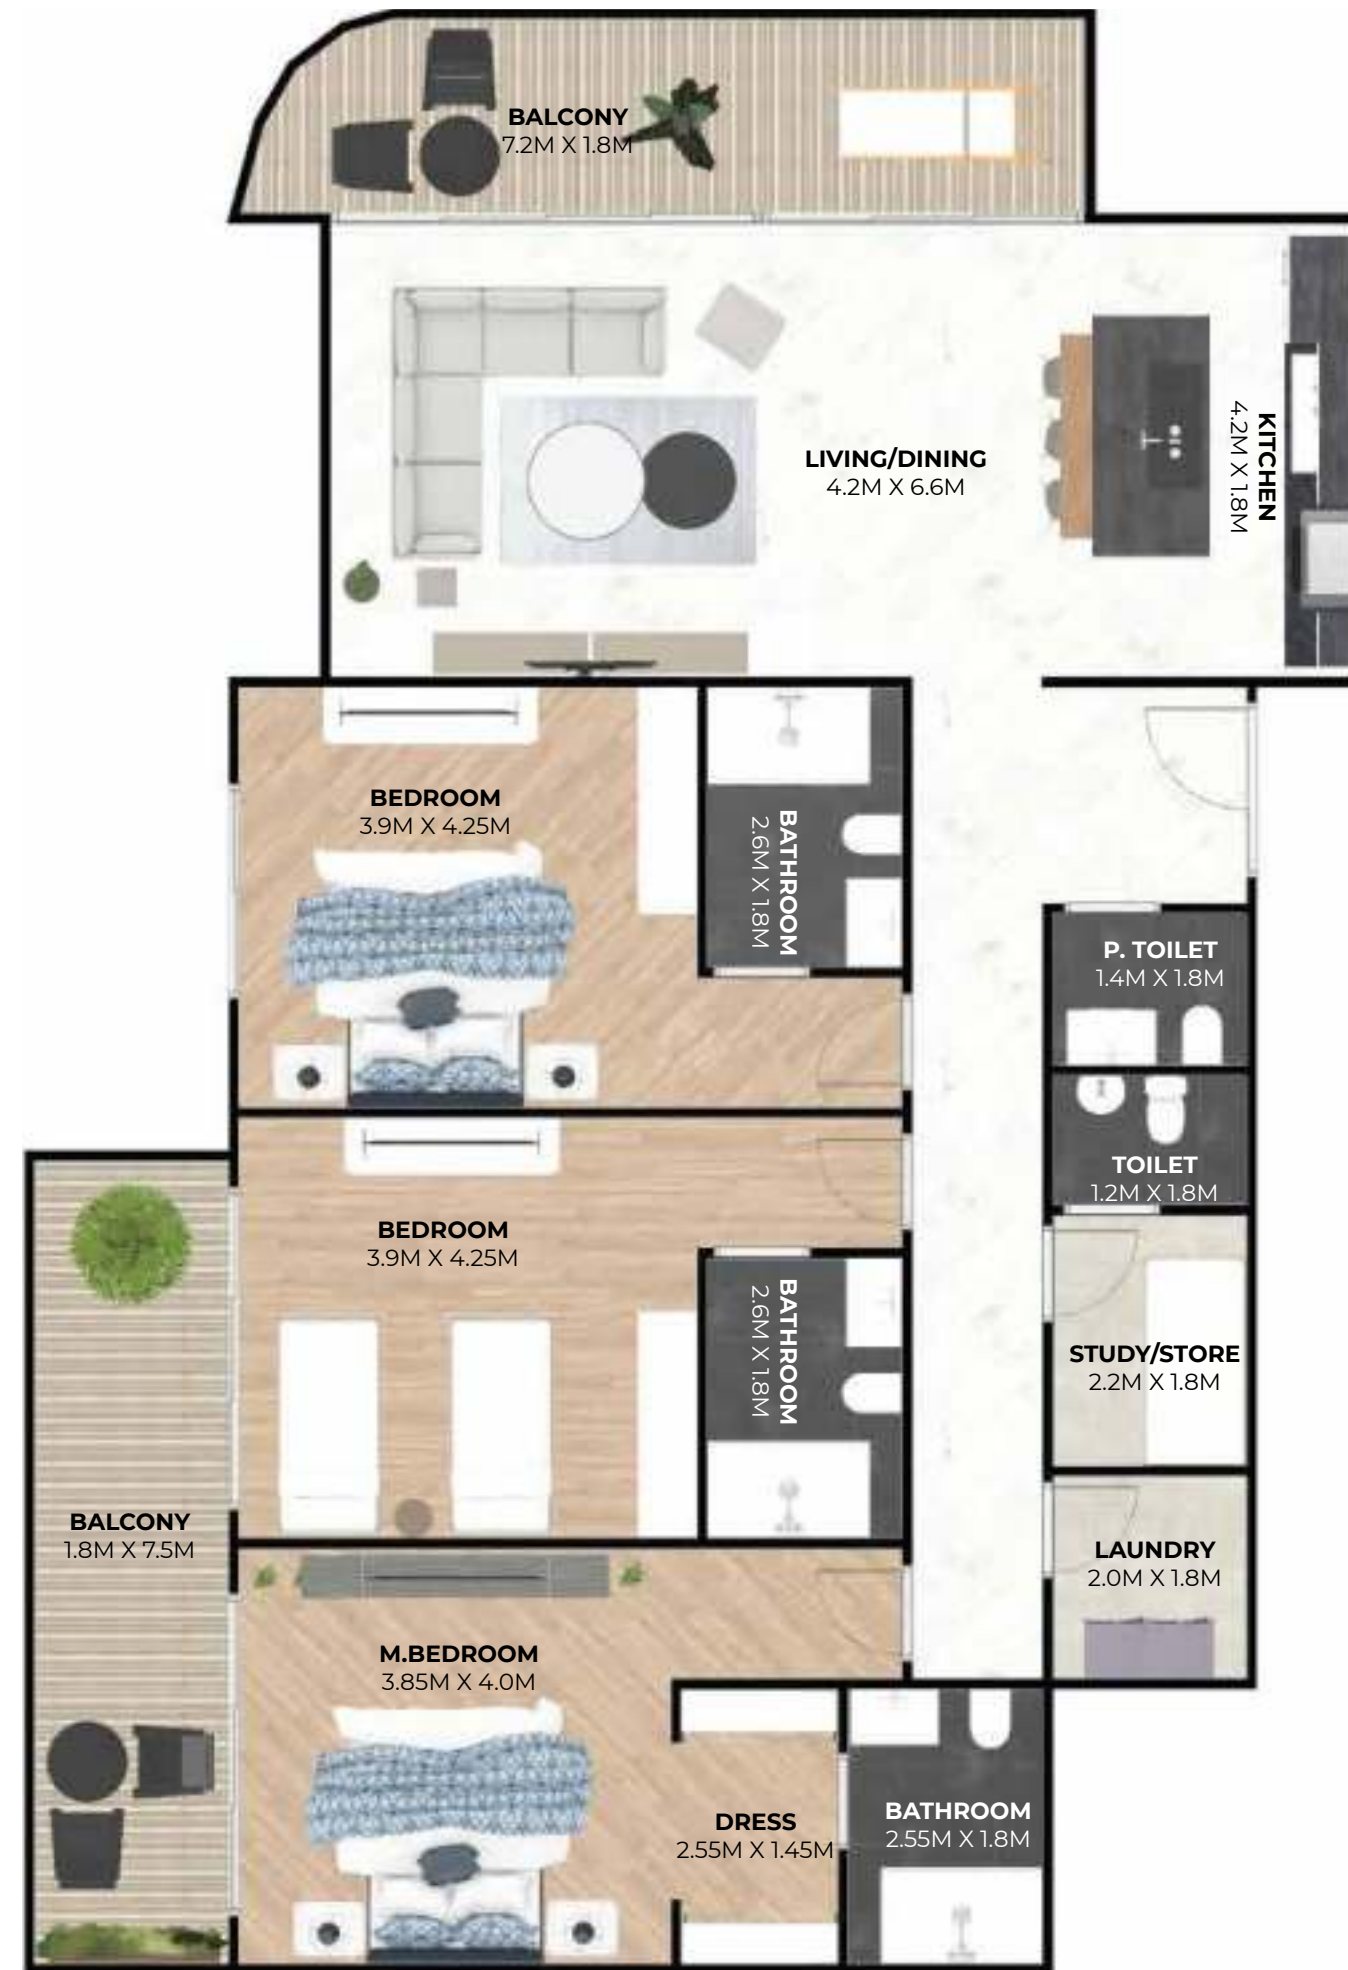 BALCONY
7.2M X 1.8M
LIVING/DINING
4.2M X 6.6M
KITCHEN
4.2M X 1.8M
BEDROOM
3.9M X 4.25M
BATHROOM
2.6M X 1.8M
P. TOILET
1.4M X 1.8M
TOILET
1.2M X 1.8M
BEDROOM
3.9M X 4.25M
BATHROOM
2.6M X 1.8M
STUDY/STORE
2.2M X 1.8M
BALCONY
1.8M X 7.5M
LAUNDRY
2.0M X 1.8M
M.BEDROOM
3.85M X 4.0M
DRESS
2.55M X 1.45M
BATHROOM
2.55M X 1.8M